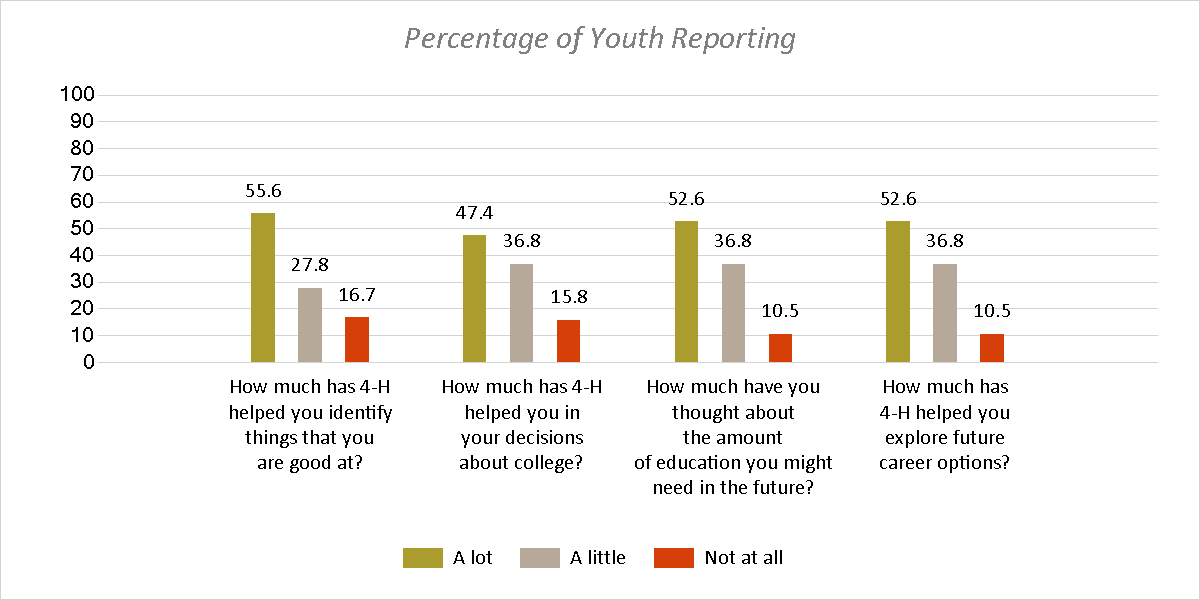 Percentage of Youth Reporting
100
90
80
70
60
50
40
30
20
10
0
55.6
27.8
16.7
47.4
36.8
15.8
52.6
36.8
10.5
52.6
36.8
10.5
How much has 4-H
helped you identify
things that you
are good at?
How much has 4-H
helped you in
your decisions
about college?
How much have you
thought about
the amount
of education you might
need in the future?
How much has
4-H helped you
explore future
career options?
A lot
A little
Not at all